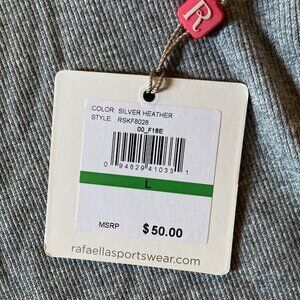 R
COLOR: SILVER HEATHER
STYLE: RSKF8028
00_F18E
0 94829 41033 1
L
MSRP $50.00
rafaellasportswear.com